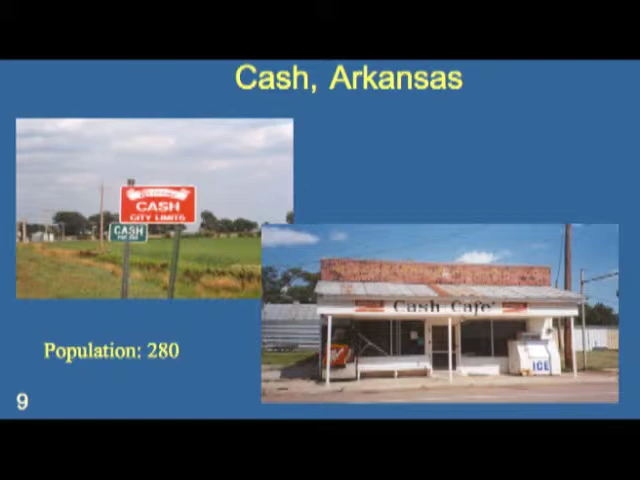 Cash, Arkansas
CASH
CITY LIMITS
CASH
Cash Cafe'
ICE
Population: 280
9